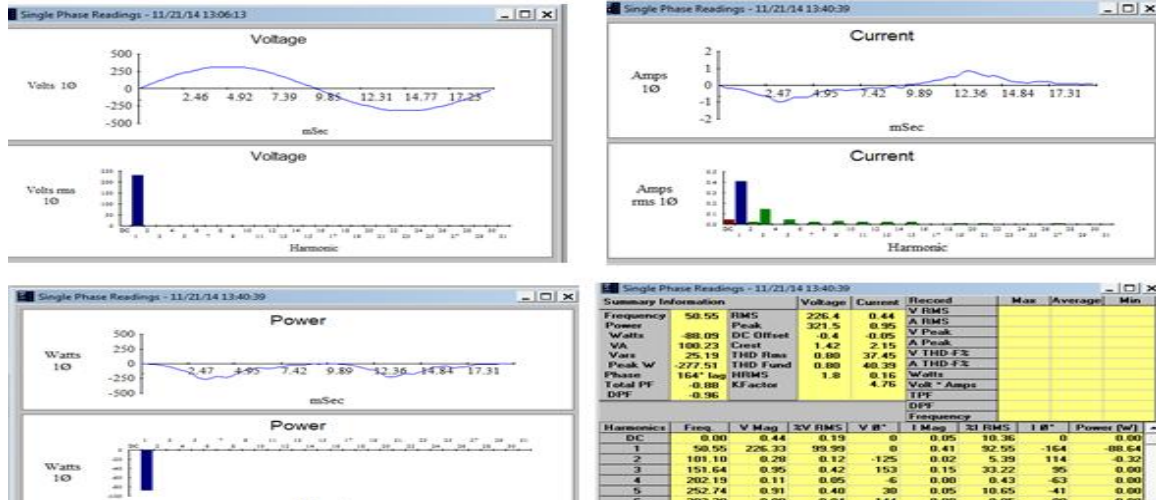 Single Phase Readings - 11/21/14 13:06:13
Voltage
500
250
Volts 1Ø
0
2.46 4.92 7.39 9.85 12.31 14.77 17.23
-250
-500
mSec
Voltage
Volts rms
1Ø
Harmonic
Single Phase Readings - 11/21/14 13:40:39
Current
2
1
Amps
1Ø
0
2.47 4.95 7.42 9.89 12.36 14.84 17.31
-1
-2
mSec
Current
Amps
rms 1Ø
Harmonic
Single Phase Readings - 11/21/14 13:40:39
Power
500
250
Watts
1Ø
0
2.47 4.95 7.42 9.89 12.36 14.84 17.31
-250
-500
mSec
Power
Watts
1Ø
Single Phase Readings - 11/21/14 13:40:39
Summary Information Voltage Current Record Max Average Min
Frequency 50.55 RMS 226.4 0.44 V RMS
Power Peak 321.5 0.95 A RMS
Watts -88.09 DC Offset -0.4 -0.05 V Peak
VA 100.23 Crest 1.42 2.15 A Peak
Vars 25.19 THD Rms 0.80 37.45 V THD-F%
Peak W -277.51 THD Fund 0.80 40.39 A THD-F%
Phase 164° lag HRMS 1.8 0.16 Watts
Total PF -0.88 KFactor 4.76 Volt * Amps
DPF -0.96 TPF
DPF
Frequency
Harmonics Freq. V Mag %V RMS V Ø° I Mag %I RMS I Ø° Power (W)
DC 0.00 0.44 0.19 0 0.05 10.36 0 0.00
1 50.55 226.33 99.99 0 0.41 92.55 -164 -88.64
2 101.10 0.28 0.12 -125 0.02 5.39 114 -0.32
3 151.64 0.95 0.42 153 0.15 33.22 95 0.00
4 202.19 0.11 0.05 -6 0.00 0.43 -63 0.00
5 252.74 0.91 0.40 30 0.05 10.65 -41 0.00